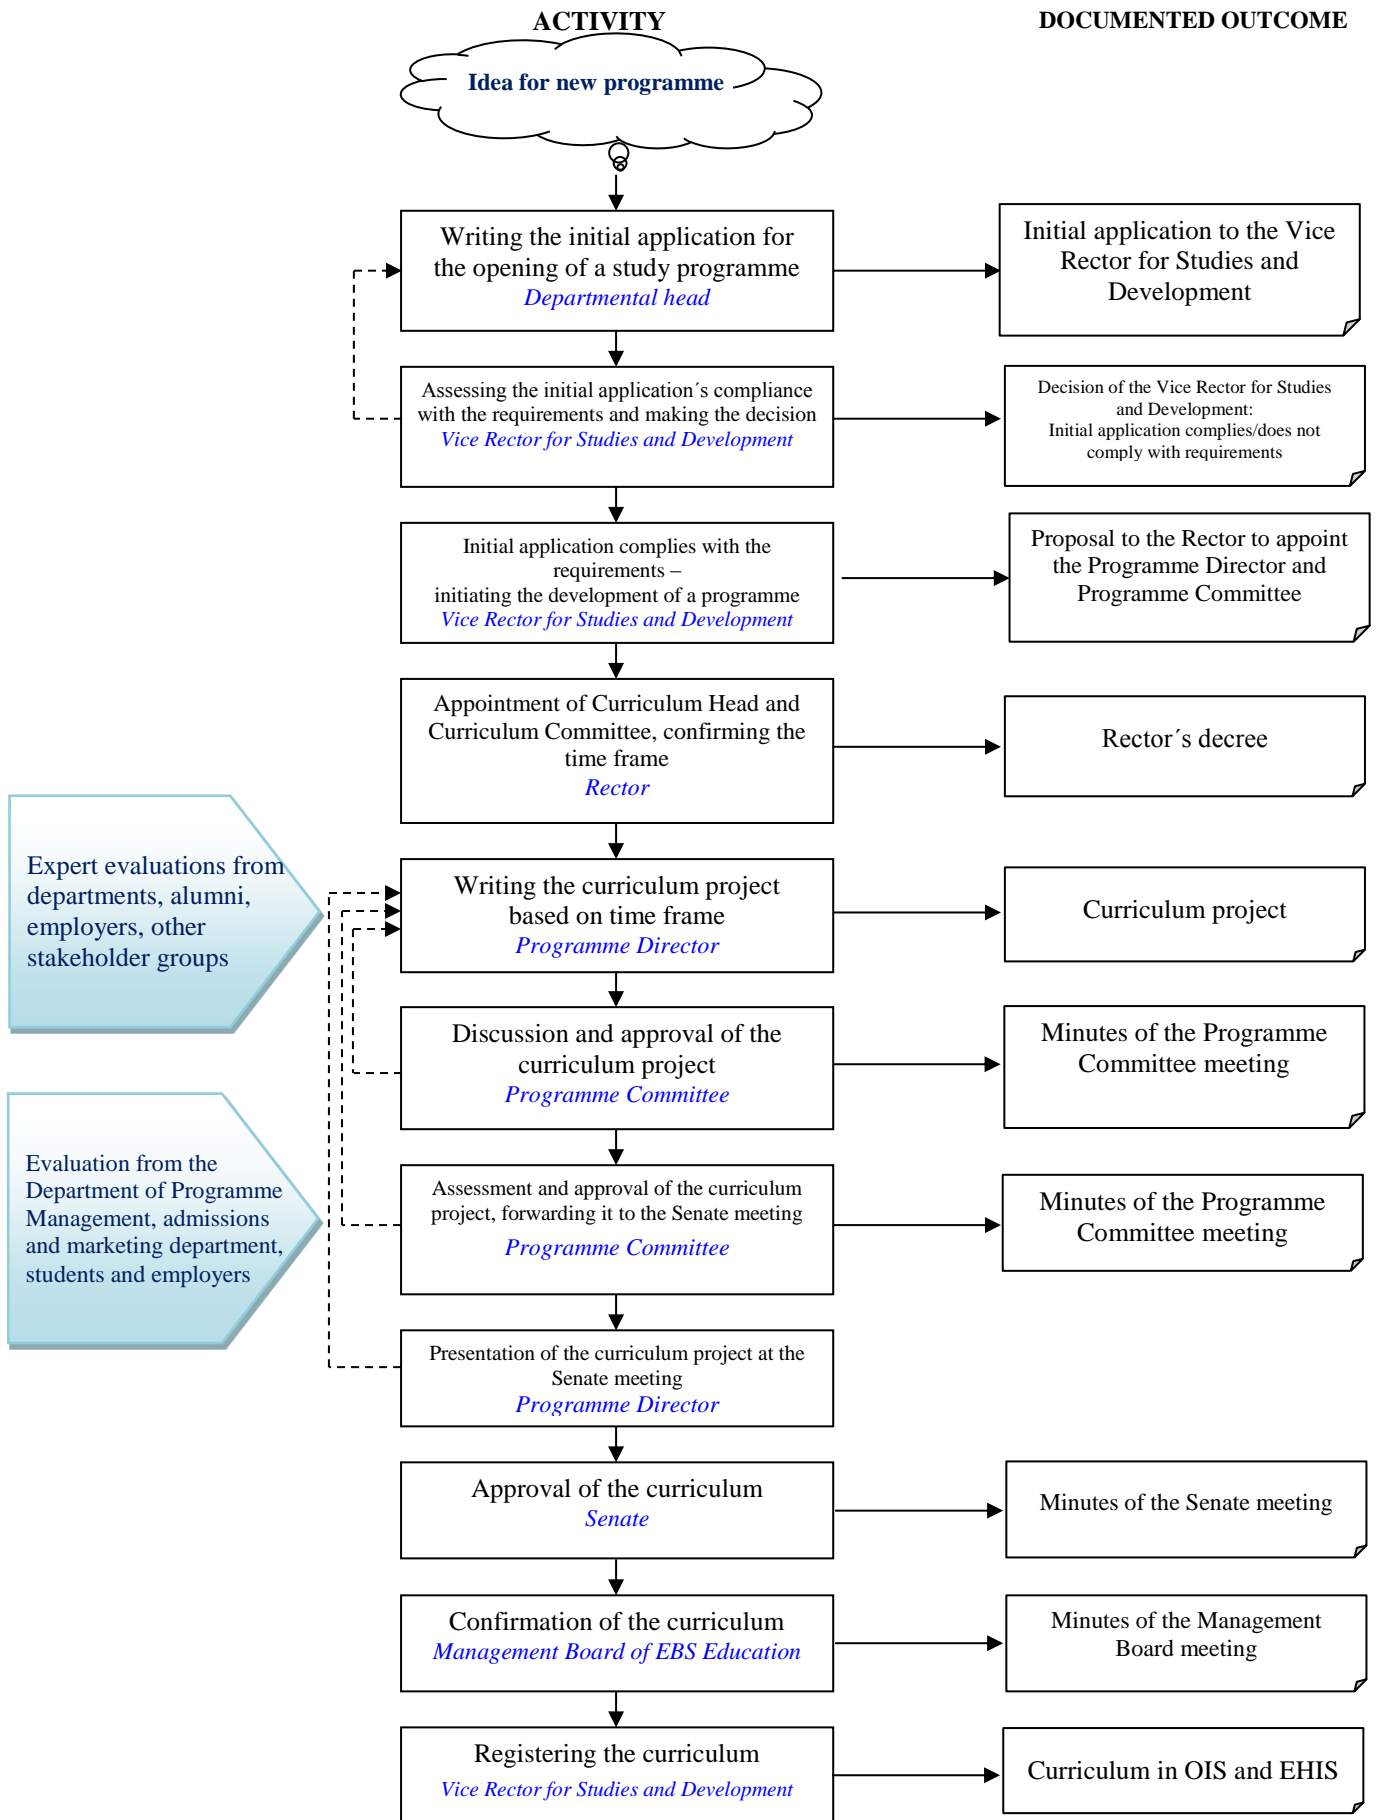 ACTIVITY
DOCUMENTED OUTCOME
Idea for new programme
Writing the initial application for
the opening of a study programme
Departmental head
Initial application to the Vice
Rector for Studies and
Development
Assessing the initial application´s compliance
with the requirements and making the decision
Vice Rector for Studies and Development
Decision of the Vice Rector for Studies
and Development:
Initial application complies/does not
comply with requirements
Initial application complies with the
requirements –
initiating the development of a programme
Vice Rector for Studies and Development
Proposal to the Rector to appoint
the Programme Director and
Programme Committee
Appointment of Curriculum Head and
Curriculum Committee, confirming the
time frame
Rector
Rector´s decree
Expert evaluations from
departments, alumni,
employers, other
stakeholder groups
Writing the curriculum project
based on time frame
Programme Director
Curriculum project
Discussion and approval of the
curriculum project
Programme Committee
Minutes of the Programme
Committee meeting
Evaluation from the
Department of Programme
Management, admissions
and marketing department,
students and employers
Assessment and approval of the curriculum
project, forwarding it to the Senate meeting
Programme Committee
Minutes of the Programme
Committee meeting
Presentation of the curriculum project at the
Senate meeting
Programme Director
Approval of the curriculum
Senate
Minutes of the Senate meeting
Confirmation of the curriculum
Management Board of EBS Education
Minutes of the Management
Board meeting
Registering the curriculum
Vice Rector for Studies and Development
Curriculum in OIS and EHIS